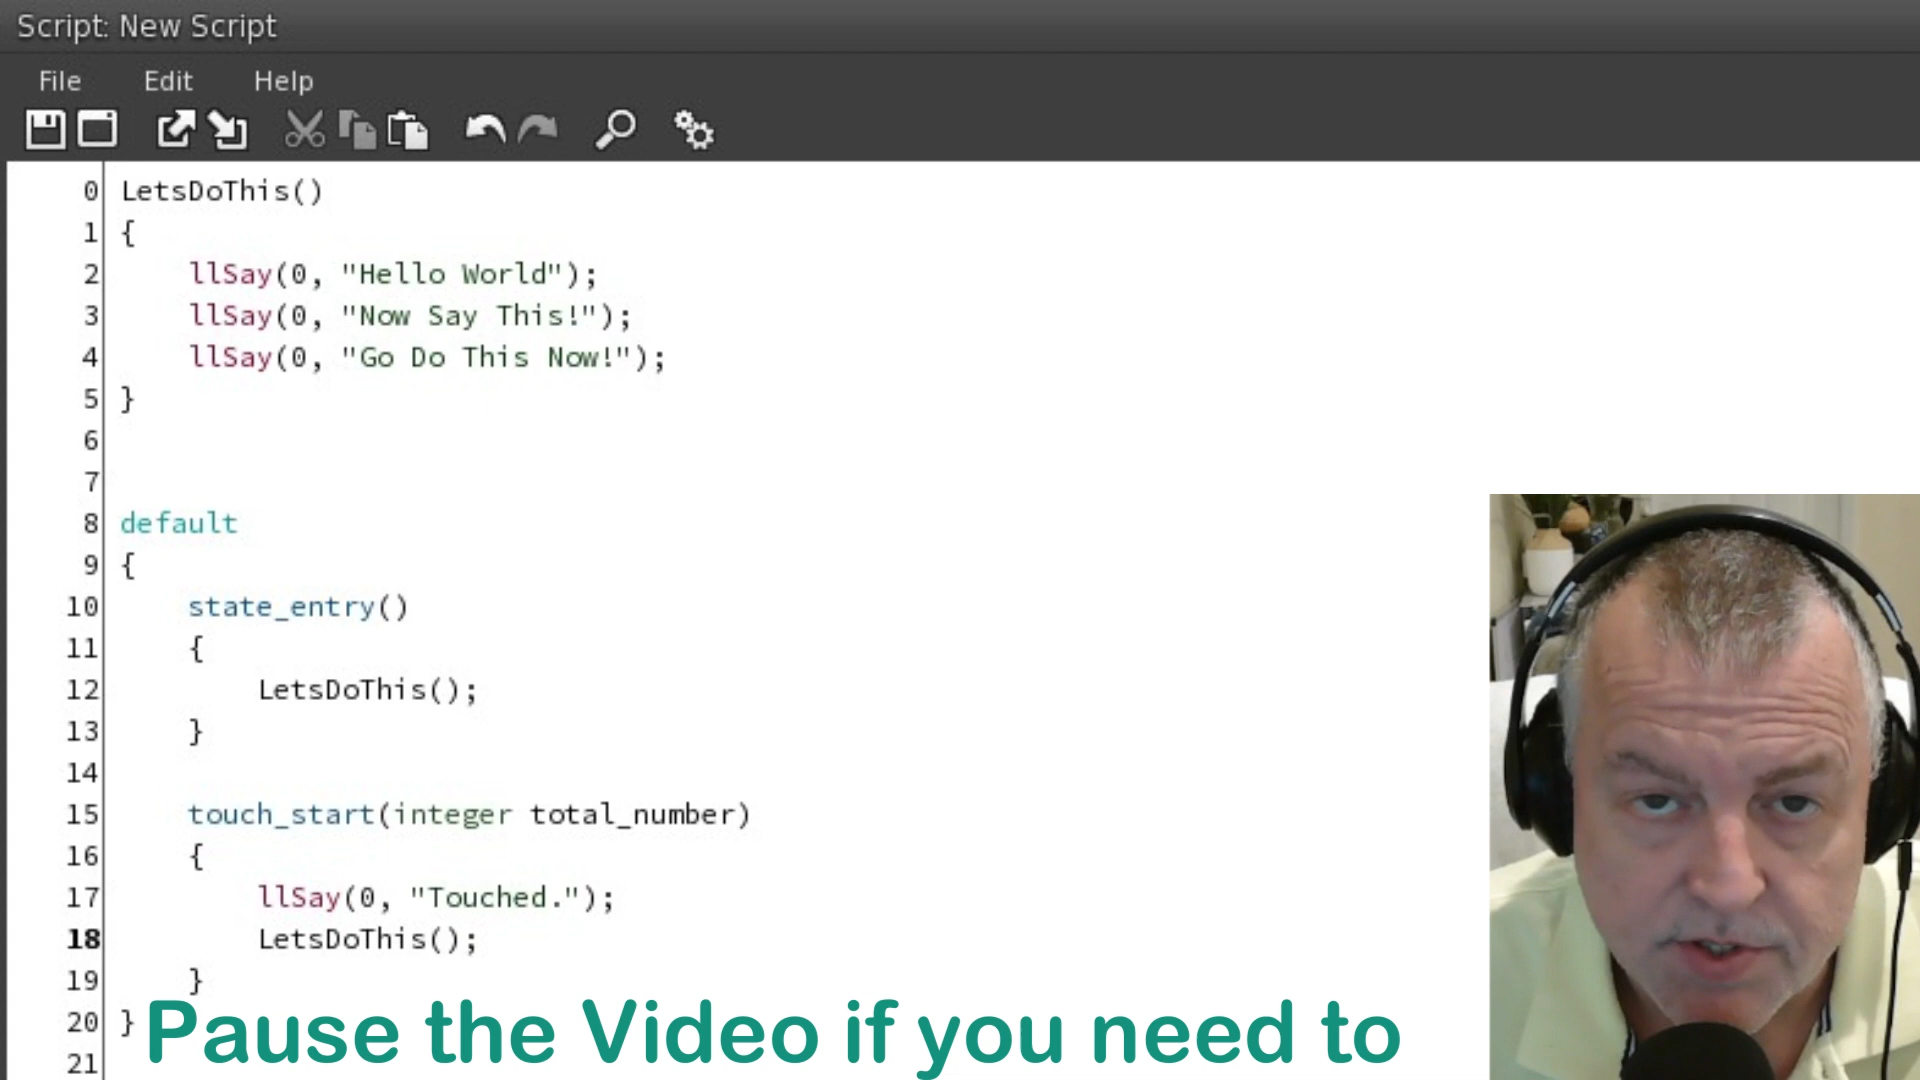 Script: New Script
File Edit Help
0 LetsDoThis()
1 {
2 llSay(0, "Hello World");
3 llSay(0, "Now Say This!");
4 llSay(0, "Go Do This Now!");
5 }
6
7
8 default
9 {
10 state_entry()
11 {
12 LetsDoThis();
13 }
14
15 touch_start(integer total_number)
16 {
17 llSay(0, "Touched.");
18 LetsDoThis();
19 }
20 }
21
Pause the Video if you need to